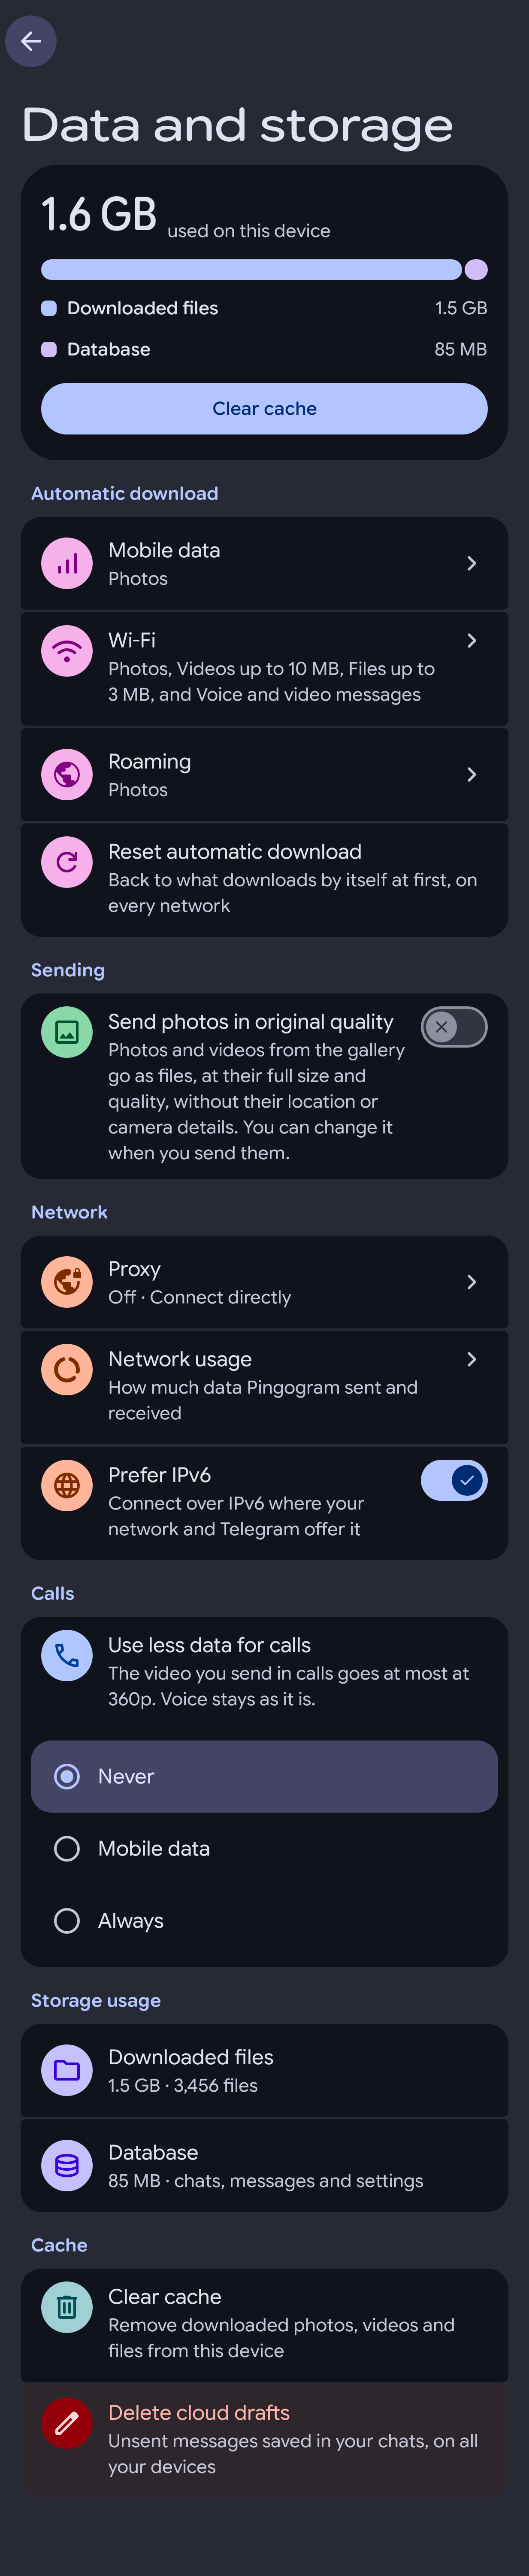 Data and storage
1.6 GB used on this device
Downloaded files 1.5 GB
Database 85 MB
Clear cache
Automatic download
Mobile data
Photos
Wi-Fi
Photos, Videos up to 10 MB, Files up to
3 MB, and Voice and video messages
Roaming
Photos
Reset automatic download
Back to what downloads by itself at first, on
every network
Sending
Send photos in original quality
Photos and videos from the gallery
go as files, at their full size and
quality, without their location or
camera details. You can change it
when you send them.
Network
Proxy
Off · Connect directly
Network usage
How much data Pingogram sent and
received
Prefer IPv6
Connect over IPv6 where your
network and Telegram offer it
Calls
Use less data for calls
The video you send in calls goes at most at
360p. Voice stays as it is.
Never
Mobile data
Always
Storage usage
Downloaded files
1.5 GB · 3,456 files
Database
85 MB · chats, messages and settings
Cache
Clear cache
Remove downloaded photos, videos and
files from this device
Delete cloud drafts
Unsent messages saved in your chats, on all
your devices